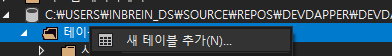 C:₩USERS₩INBREIN_DS₩SOURCE₩REPOS₩DEVDAPPER₩DEVDA
테이
새 테이블 추가(N)...